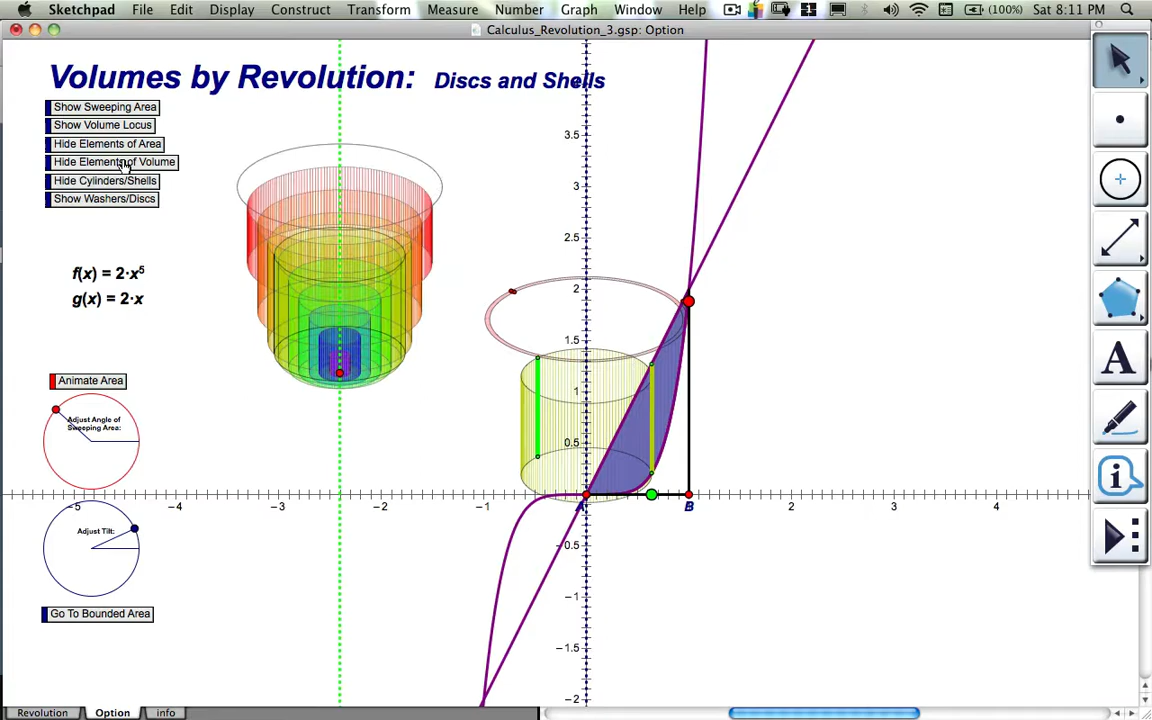 Sketchpad File Edit Display Construct Transform Measure Number Graph Window Help (100%) Sat 8:11 PM
Calculus_Revolution_3.gsp: Option
Volumes by Revolution: Discs and Shells
Show Sweeping Area
Show Volume Locus
Hide Elements of Area
Hide Elements of Volume
Hide Cylinders/Shells
Show Washers/Discs
f(x) = 2·x⁵
g(x) = 2·x
Animate Area
Adjust Angle of
Sweeping Area:
Adjust Tilt:
Go To Bounded Area
3.5
3
2.5
2
1.5
1
0.5
-5 -4 -3 -2 -1 A B 2 3 4
-0.5
-1
-1.5
-2
Revolution Option info